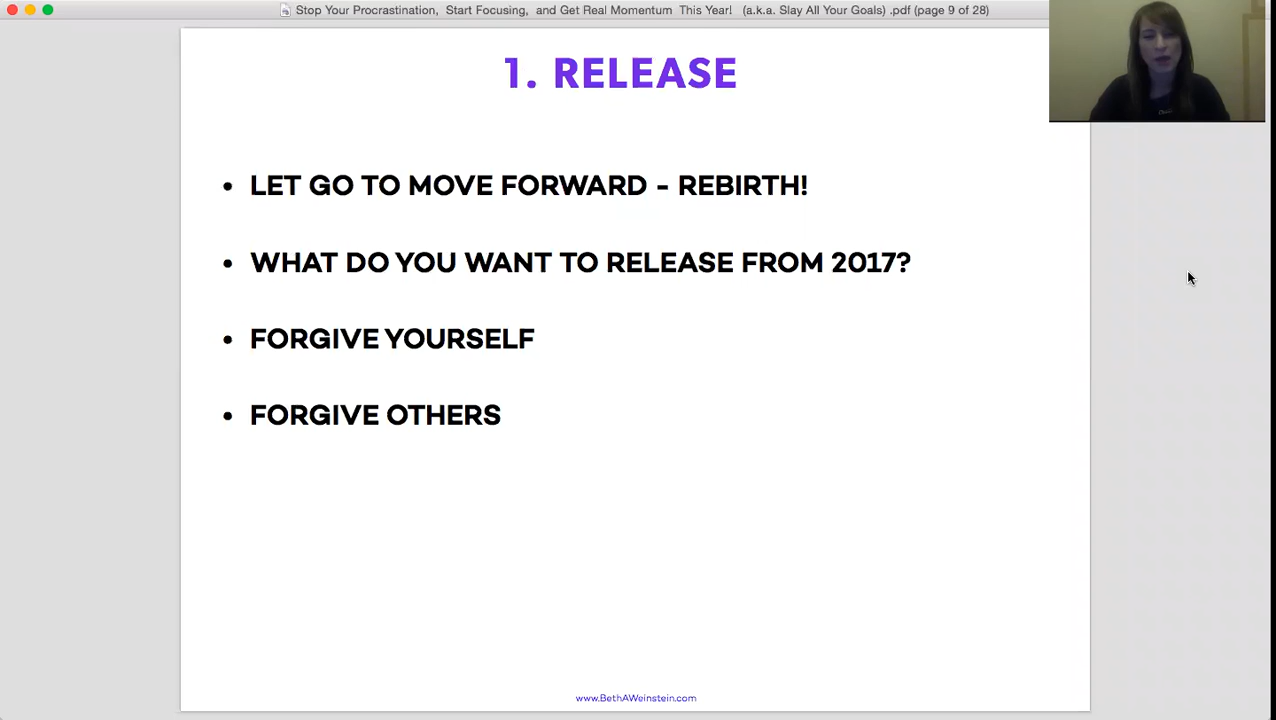 Stop Your Procrastination, Start Focusing, and Get Real Momentum This Year! (a.k.a. Slay All Your Goals) .pdf (page 9 of 28)
1. RELEASE
• LET GO TO MOVE FORWARD - REBIRTH!
• WHAT DO YOU WANT TO RELEASE FROM 2017?
• FORGIVE YOURSELF
• FORGIVE OTHERS
www.BethAWeinstein.com